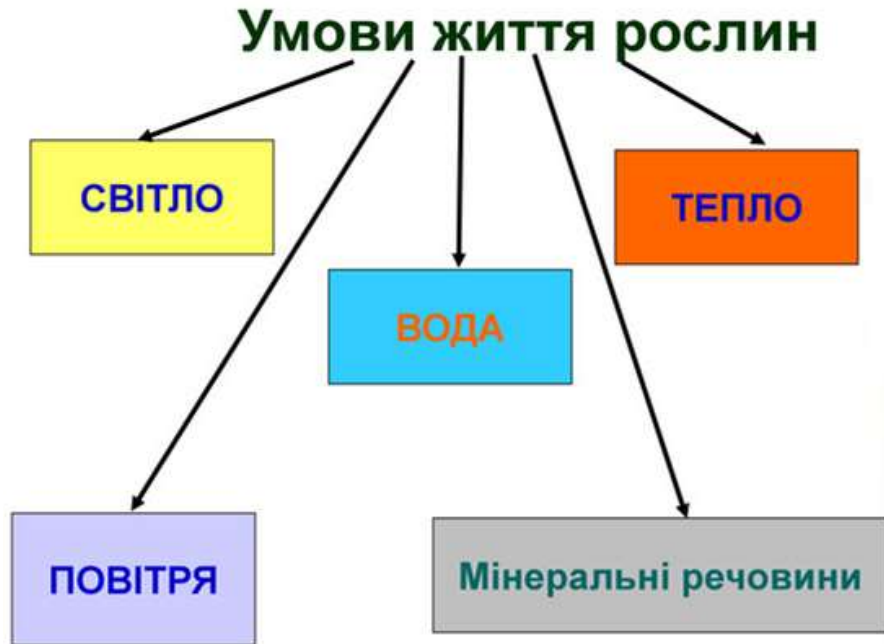 Умови життя рослин
СВІТЛО
ТЕПЛО
ВОДА
ПОВІТРЯ
Мінеральні речовини